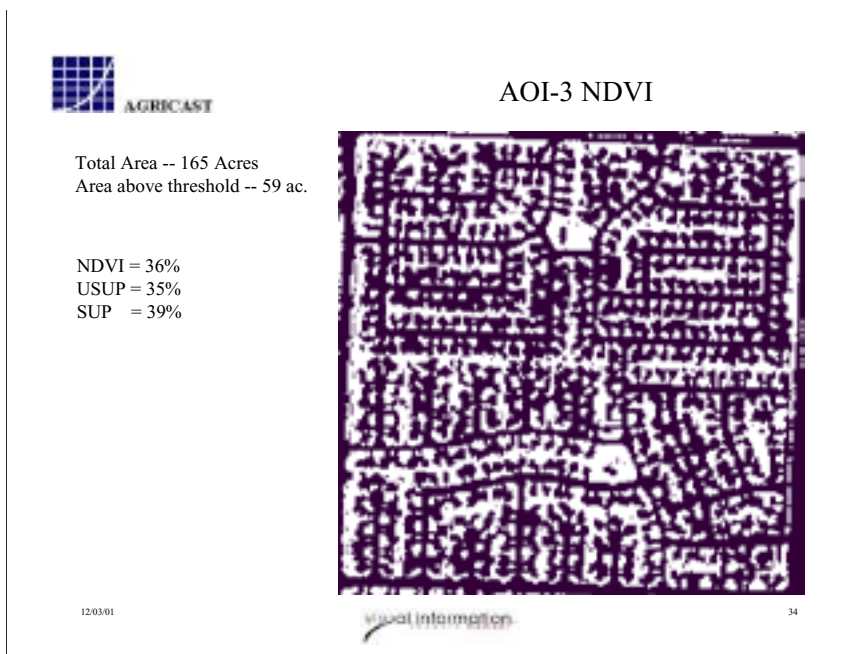 AGRICAST
AOI-3 NDVI
Total Area -- 165 Acres
Area above threshold -- 59 ac.
NDVI = 36%
USUP = 35%
SUP = 39%
12/03/01
visual information
34